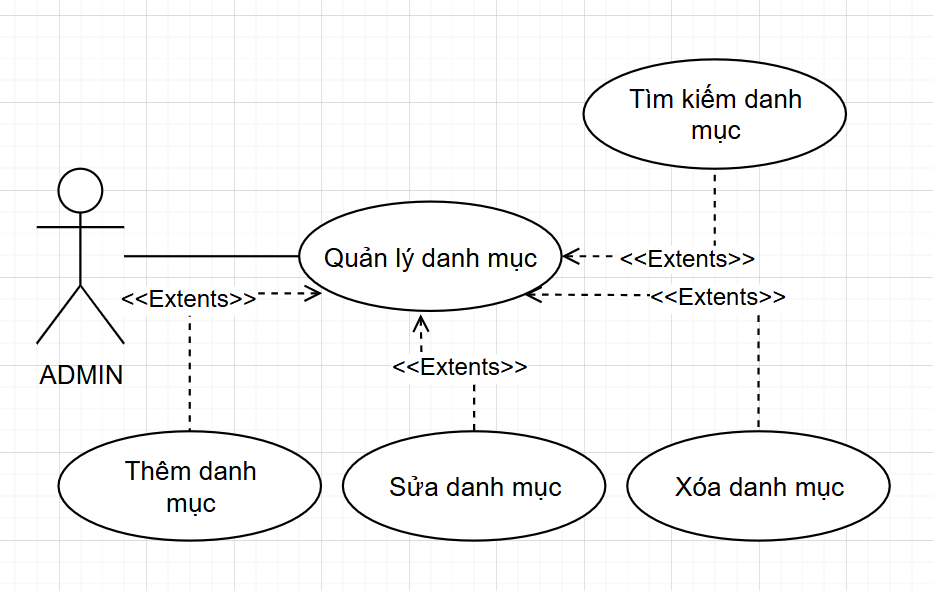 Tìm kiếm danh
mục
Quản lý danh mục
<<Extents>>
<<Extents>>
<<Extents>>
<<Extents>>
ADMIN
Thêm danh
mục
Sửa danh mục
Xóa danh mục